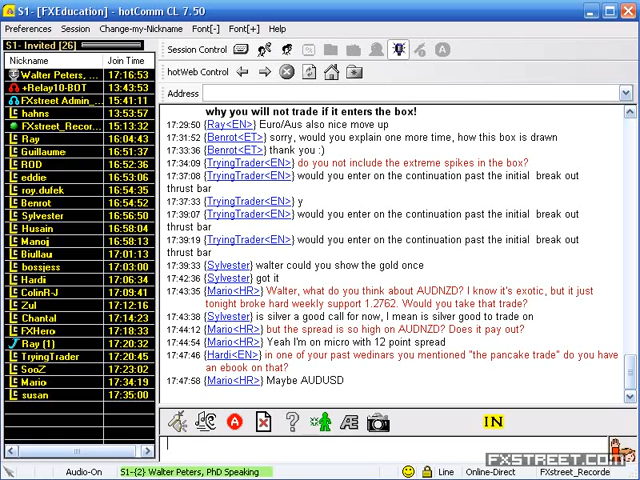 S1- [FXEducation] - hotComm CL 7.50
Preferences Session Change-my-Nickname Font[-] Font[+] Help
S1- Invited [26]
Session Control
Nickname Join Time
hotWeb Control
Address
Walter Peters, ... 17:16:53
+Relay10-BOT 13:43:53
FXstreet Admin_... 15:41:11
hahns 13:53:57
FXstreet_Recorde 15:13:32
Ray 16:04:43
Guillaume 16:51:37
ROD 16:52:36
eddie 16:53:06
roy.dufek 16:54:35
Benrot 16:54:52
Sylvester 16:56:50
Husain 16:58:04
Manoj 16:58:13
Biullau 17:01:13
bossjess 17:03:00
Hardi 17:06:34
ColinR-J 17:09:41
Zul 17:12:16
Chantal 17:14:23
FXHero 17:18:33
Ray (1) 17:20:32
TryingTrader 17:20:45
SooZ 17:23:02
Mario 17:34:19
susan 17:35:00
why you will not trade if it enters the box!
17:29:50 {Ray<EN>} Euro/Aus also nice move up
17:31:52 {Benrot<ET>} sorry, would you explain one more time, how this box is drawn
17:33:36 {Benrot<ET>} thank you :)
17:34:09 {TryingTrader<EN>} do you not include the extreme spikes in the box?
17:37:08 {TryingTrader<EN>} would you enter on the continuation past the initial break out
thrust bar
17:37:33 {TryingTrader<EN>} y
17:39:07 {TryingTrader<EN>} would you enter on the continuation past the initial break out
thrust bar
17:39:19 {TryingTrader<EN>} would you enter on the continuation past the initial break out
thrust bar
17:39:33 {Sylvester} walter could you show the gold once
17:42:36 {Sylvester} got it
17:43:35 {Mario<HR>} Walter, what do you think about AUDNZD? I know it's exotic, but it just
tonight broke hard weekly support 1.2762. Would you take that trade?
17:43:38 {Sylvester} is silver a good call for now, I mean is silver good to trade on
17:44:12 {Mario<HR>} but the spread is so high on AUDNZD? Does it pay out?
17:44:54 {Mario<HR>} Yeah I'm on micro with 12 point spread
17:47:46 {Hardi<EN>} in one of your past wedinars you mentioned "the pancake trade" do you have
an ebook on that?
17:47:58 {Mario<HR>} Maybe AUDUSD
IN
FXSTREET.COM
Audio-On S1-{2} Walter Peters, PhD Speaking Line Online-Direct FXstreet_Recorde